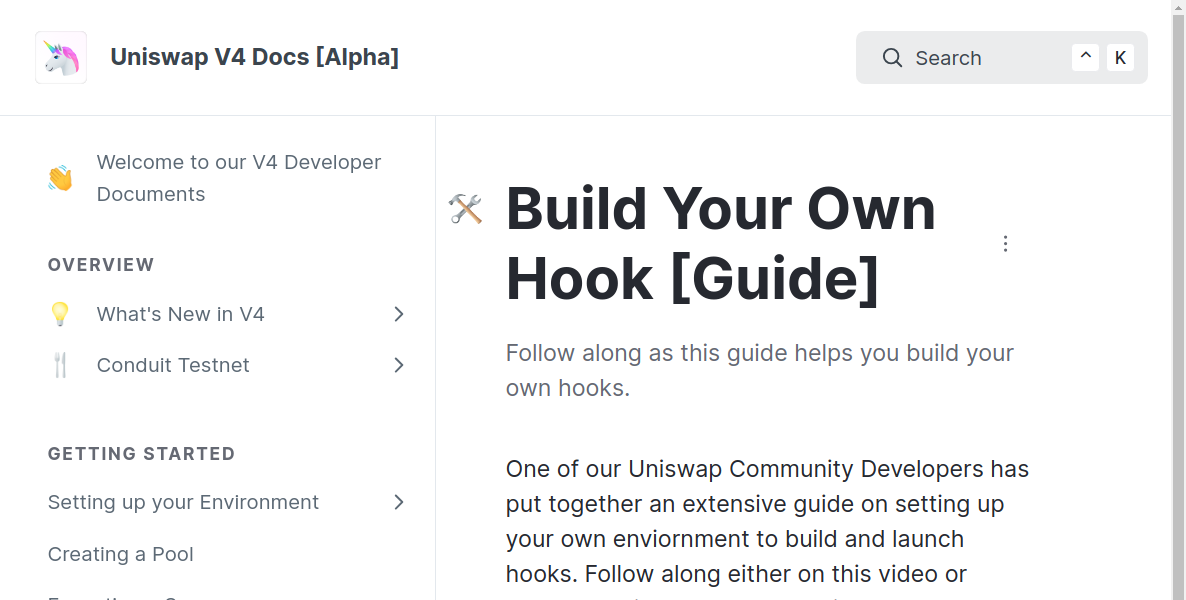 Uniswap V4 Docs [Alpha]
Search
^ K
Welcome to our V4 Developer
Documents
OVERVIEW
What's New in V4
Conduit Testnet
GETTING STARTED
Setting up your Environment
Creating a Pool
Build Your Own
Hook [Guide]
Follow along as this guide helps you build your
own hooks.
One of our Uniswap Community Developers has
put together an extensive guide on setting up
your own enviornment to build and launch
hooks. Follow along either on this video or